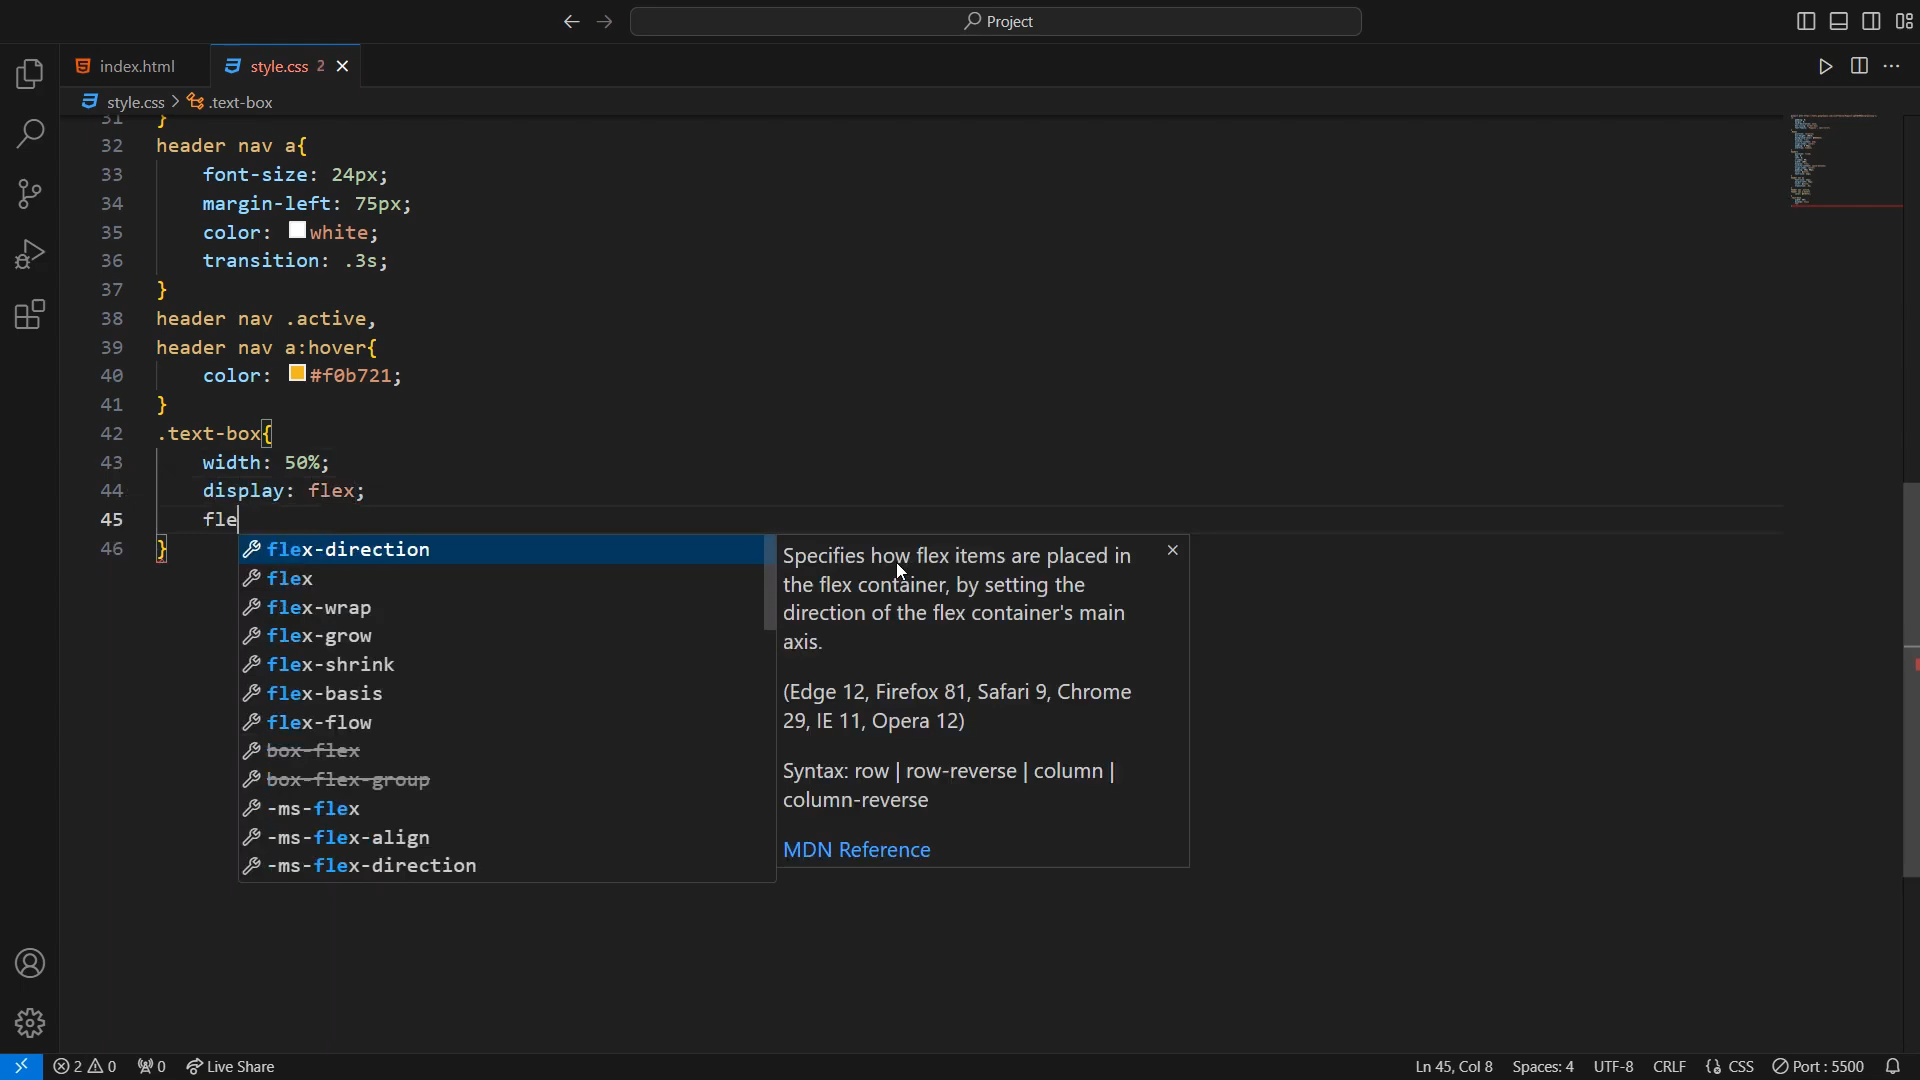 Project
index.html
style.css 2
style.css > .text-box
31 }
32 header nav a{
33 font-size: 24px;
34 margin-left: 75px;
35 color: white;
36 transition: .3s;
37 }
38 header nav .active,
39 header nav a:hover{
40 color: #f0b721;
41 }
42 .text-box{
43 width: 50%;
44 display: flex;
45 fle
46 }
flex-direction
flex
flex-wrap
flex-grow
flex-shrink
flex-basis
flex-flow
box-flex
box-flex-group
-ms-flex
-ms-flex-align
-ms-flex-direction
Specifies how flex items are placed in
the flex container, by setting the
direction of the flex container's main
axis.
(Edge 12, Firefox 81, Safari 9, Chrome
29, IE 11, Opera 12)
Syntax: row | row-reverse | column |
column-reverse
MDN Reference
2 0 0 Live Share
Ln 45, Col 8 Spaces: 4 UTF-8 CRLF {} CSS Port : 5500